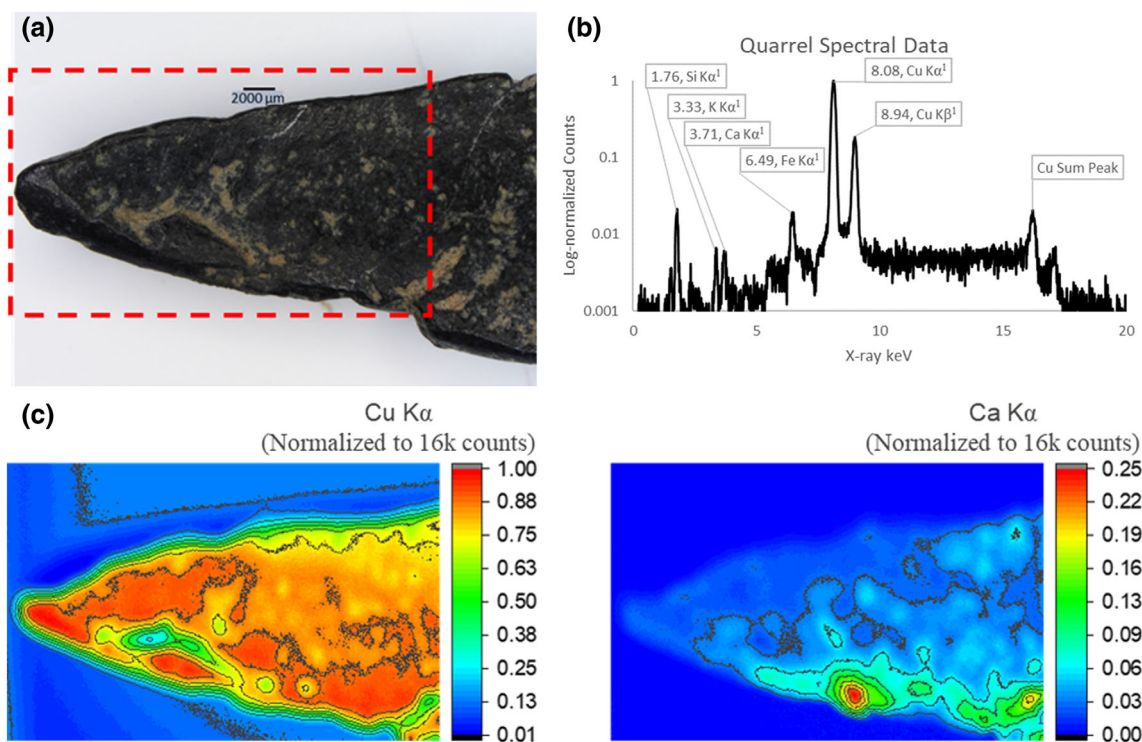 (a)
2000 µm
(b)
Quarrel Spectral Data
1.76, Si Kα¹
3.33, K Kα¹
3.71, Ca Kα¹
6.49, Fe Kα¹
8.08, Cu Kα¹
8.94, Cu Kβ¹
Cu Sum Peak
Log-normalized Counts
1
0.1
0.01
0.001
0 5 10 15 20
X-ray keV
(c)
Cu Kα
(Normalized to 16k counts)
1.00
0.88
0.75
0.63
0.50
0.38
0.25
0.13
0.01
Ca Kα
(Normalized to 16k counts)
0.25
0.22
0.19
0.15
0.12
0.09
0.06
0.03
0.00